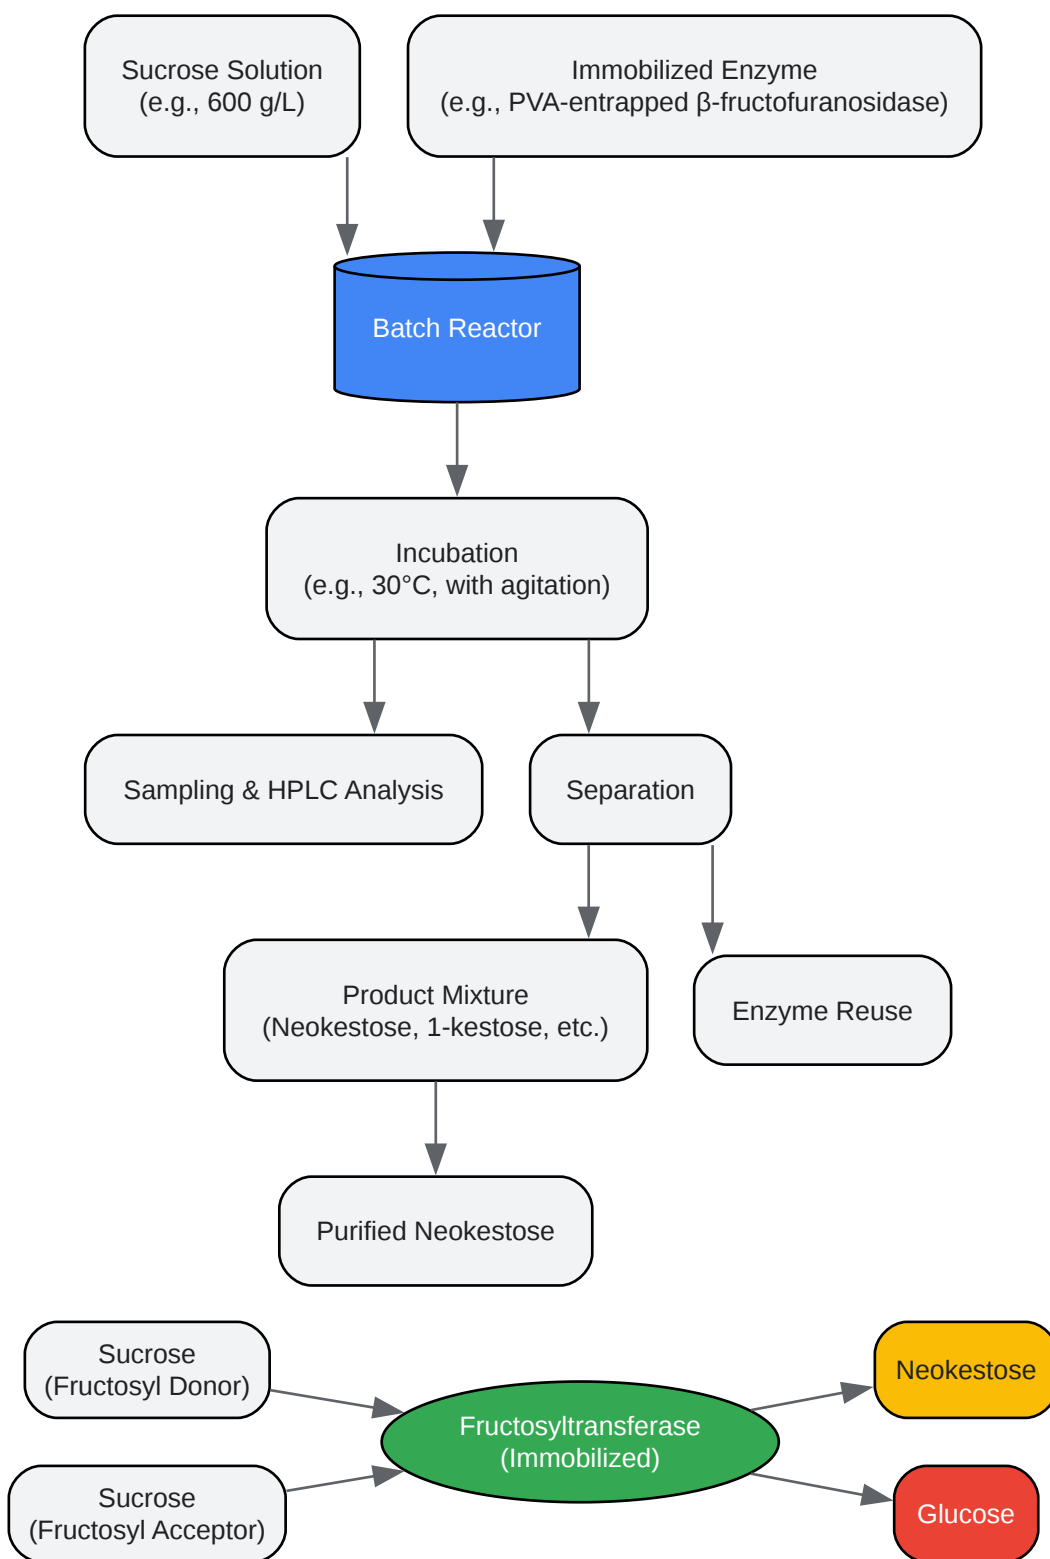 Sucrose Solution
(e.g., 600 g/L)
Immobilized Enzyme
(e.g., PVA-entrapped β-fructofuranosidase)
Batch Reactor
Incubation
(e.g., 30°C, with agitation)
Sampling & HPLC Analysis
Separation
Product Mixture
(Neokestose, 1-kestose, etc.)
Enzyme Reuse
Purified Neokestose
Sucrose
(Fructosyl Donor)
Neokestose
Fructosyltransferase
(Immobilized)
Sucrose
(Fructosyl Acceptor)
Glucose